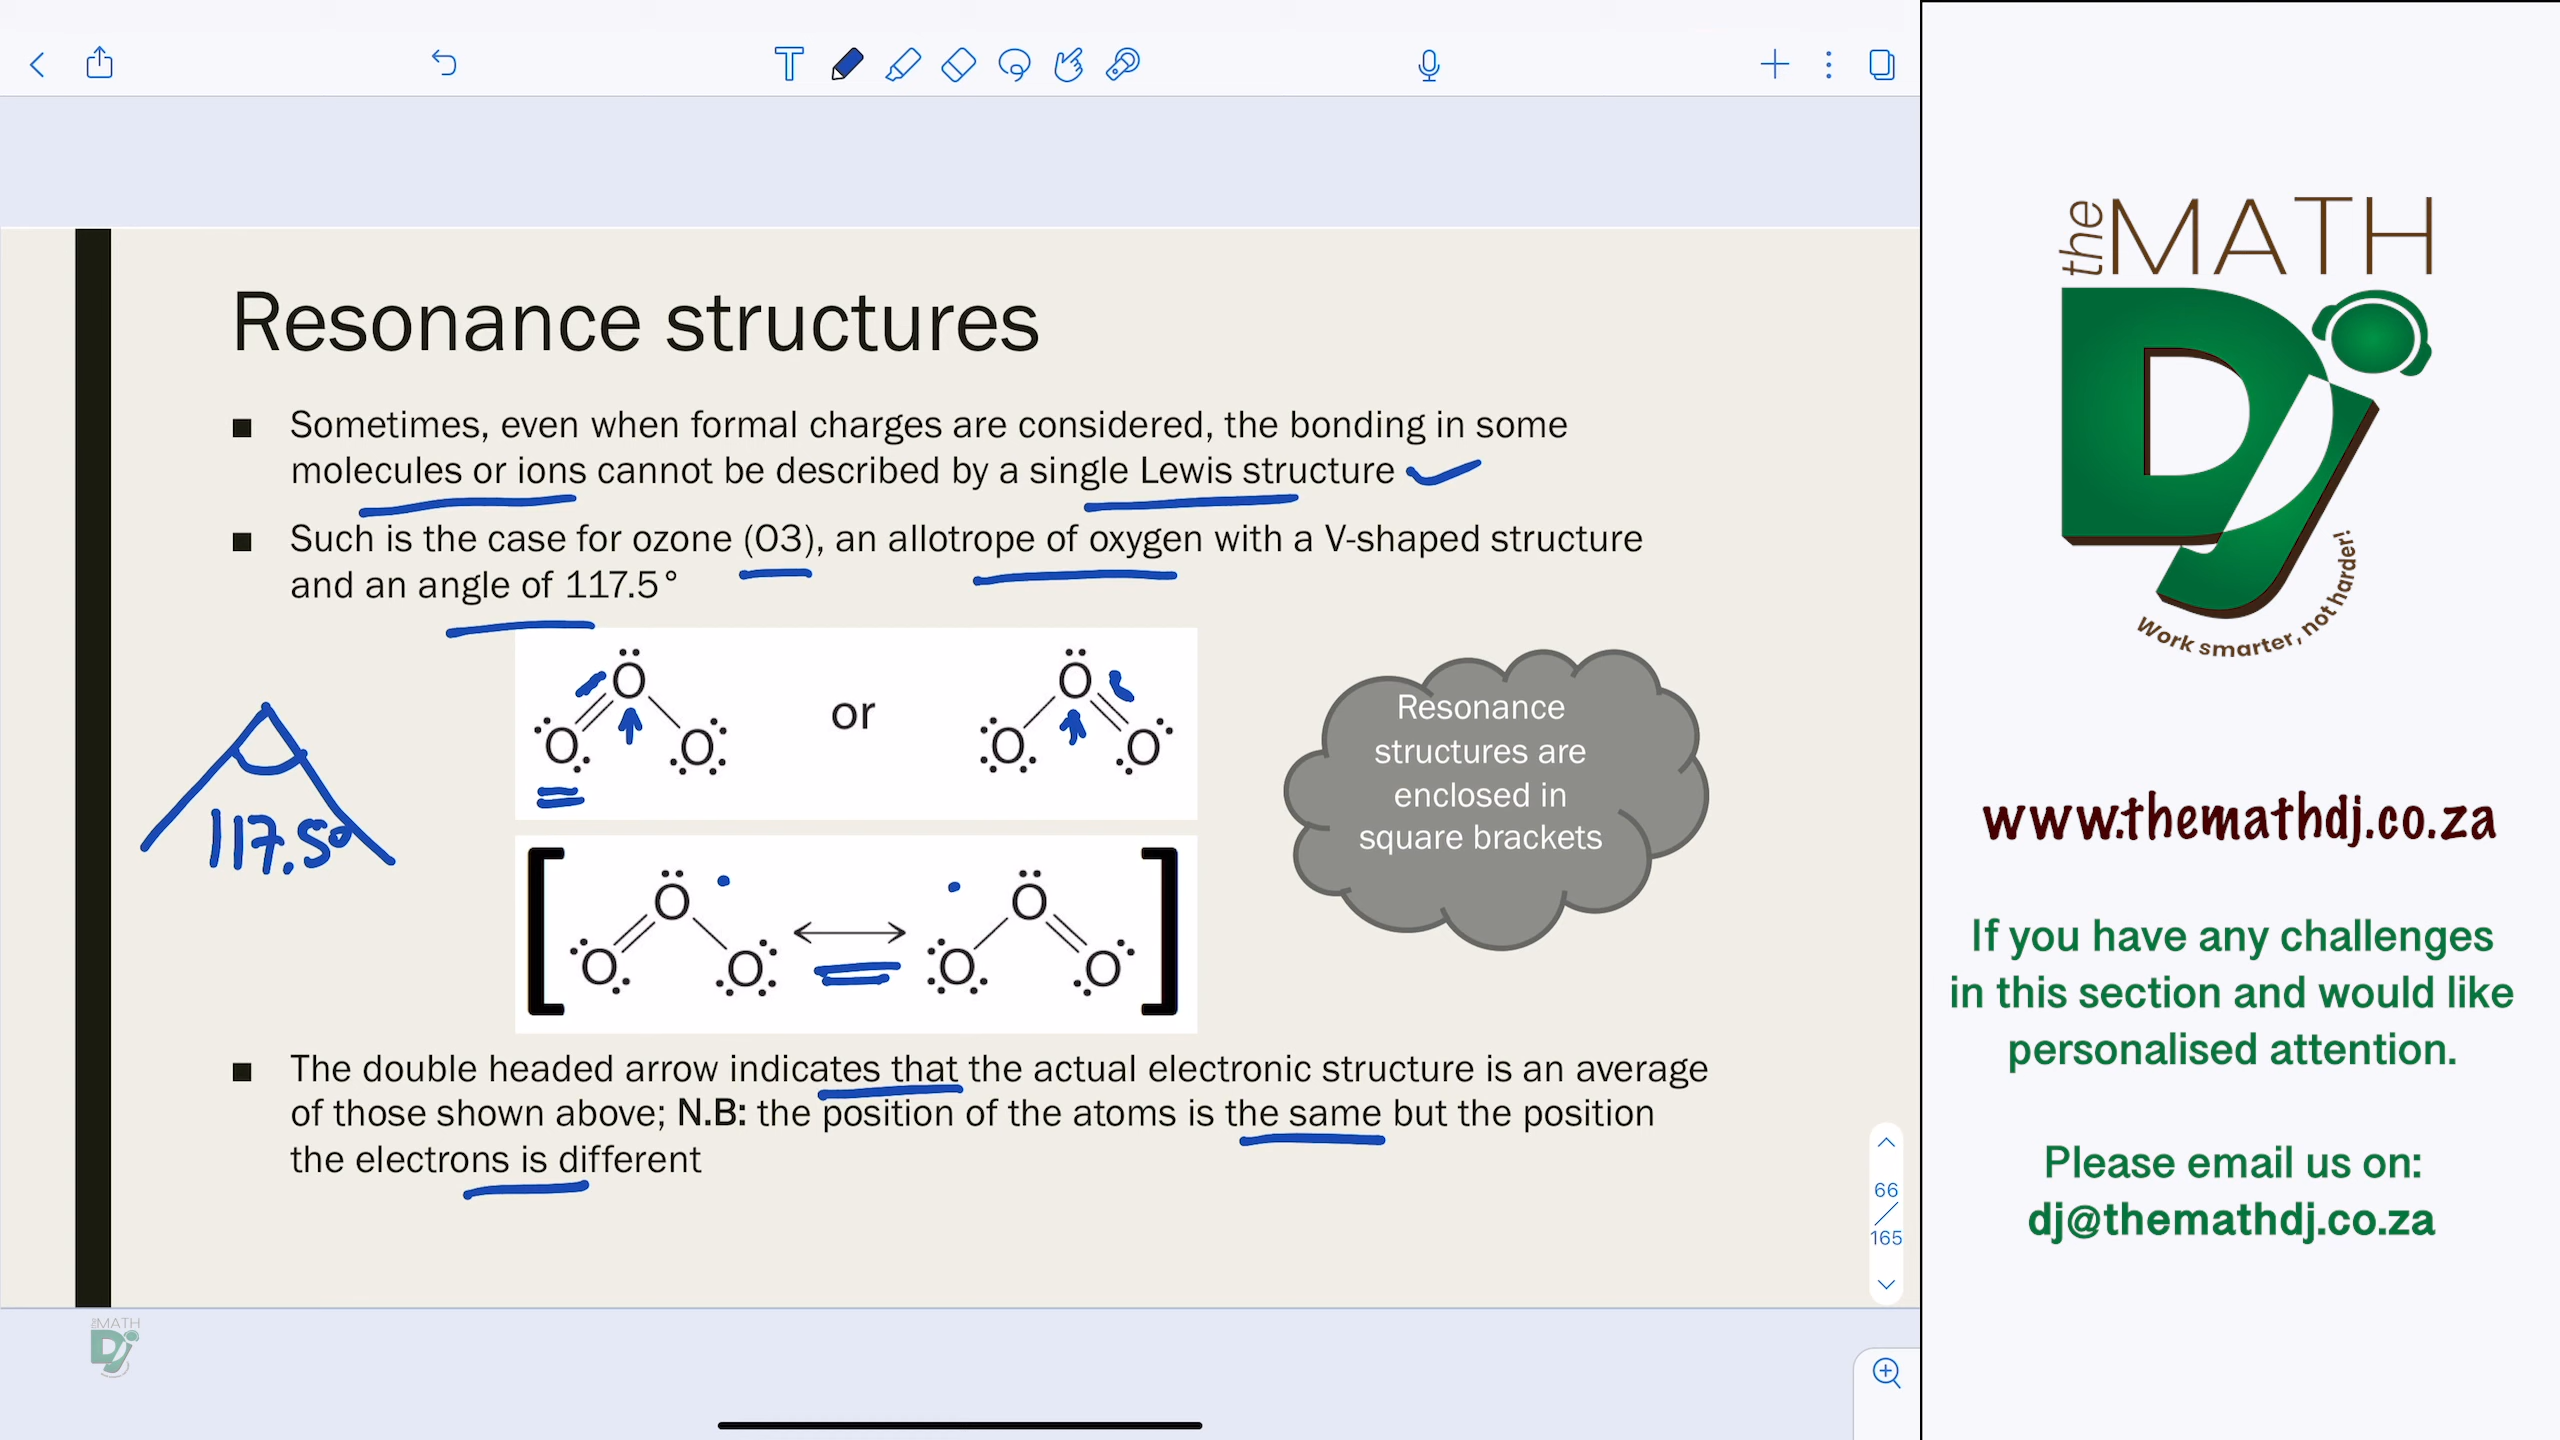 Resonance structures
■ Sometimes, even when formal charges are considered, the bonding in some
molecules or ions cannot be described by a single Lewis structure
■ Such is the case for ozone (O3), an allotrope of oxygen with a V-shaped structure
and an angle of 117.5°
O
O O
or
O
O O
117.5°
O
O O
O
O O
Resonance
structures are
enclosed in
square brackets
■ The double headed arrow indicates that the actual electronic structure is an average
of those shown above; N.B: the position of the atoms is the same but the position
the electrons is different
66
165
the MATH
DJ
the MATH
Dj
Work smarter, not harder!
www.themathdj.co.za
If you have any challenges
in this section and would like
personalised attention.
Please email us on:
dj@themathdj.co.za